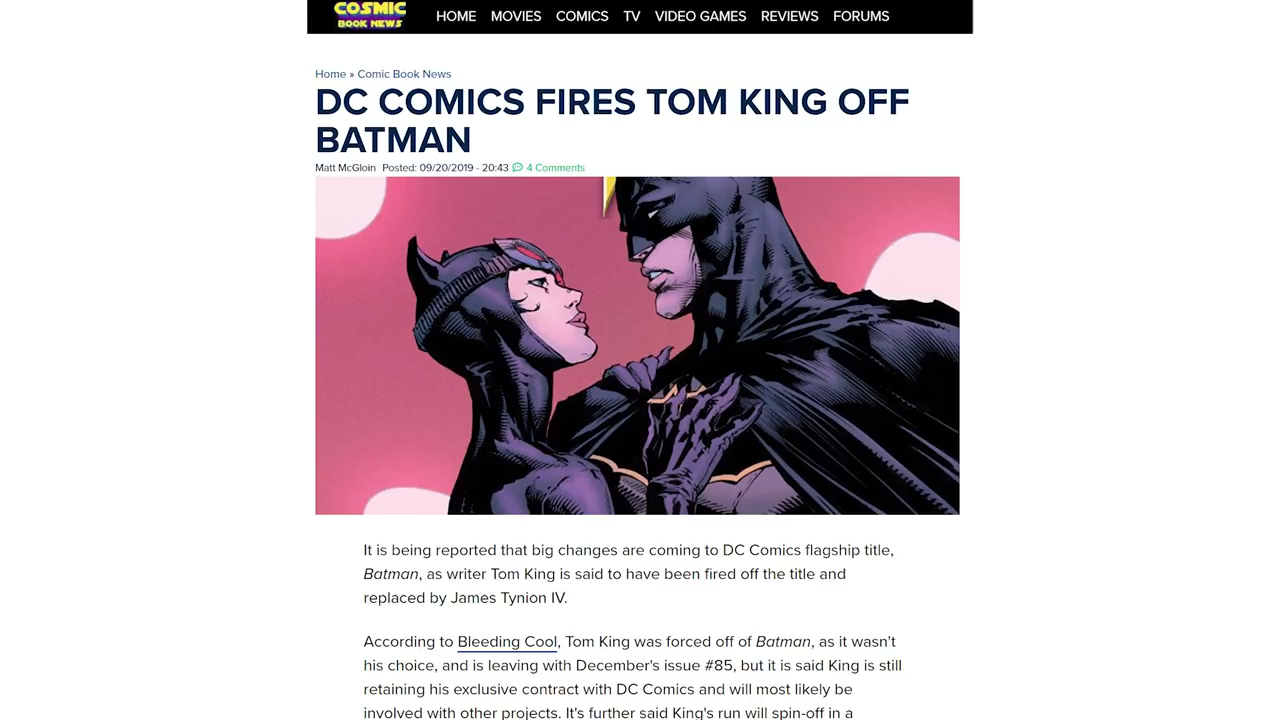 COSMIC
BOOK NEWS
HOME MOVIES COMICS TV VIDEO GAMES REVIEWS FORUMS
Home » Comic Book News
DC COMICS FIRES TOM KING OFF
BATMAN
Matt McGloin Posted: 09/20/2019 - 20:43 4 Comments
It is being reported that big changes are coming to DC Comics flagship title,
Batman, as writer Tom King is said to have been fired off the title and
replaced by James Tynion IV.
According to Bleeding Cool, Tom King was forced off of Batman, as it wasn't
his choice, and is leaving with December's issue #85, but it is said King is still
retaining his exclusive contract with DC Comics and will most likely be
involved with other projects. It's further said King's run will spin-off in a